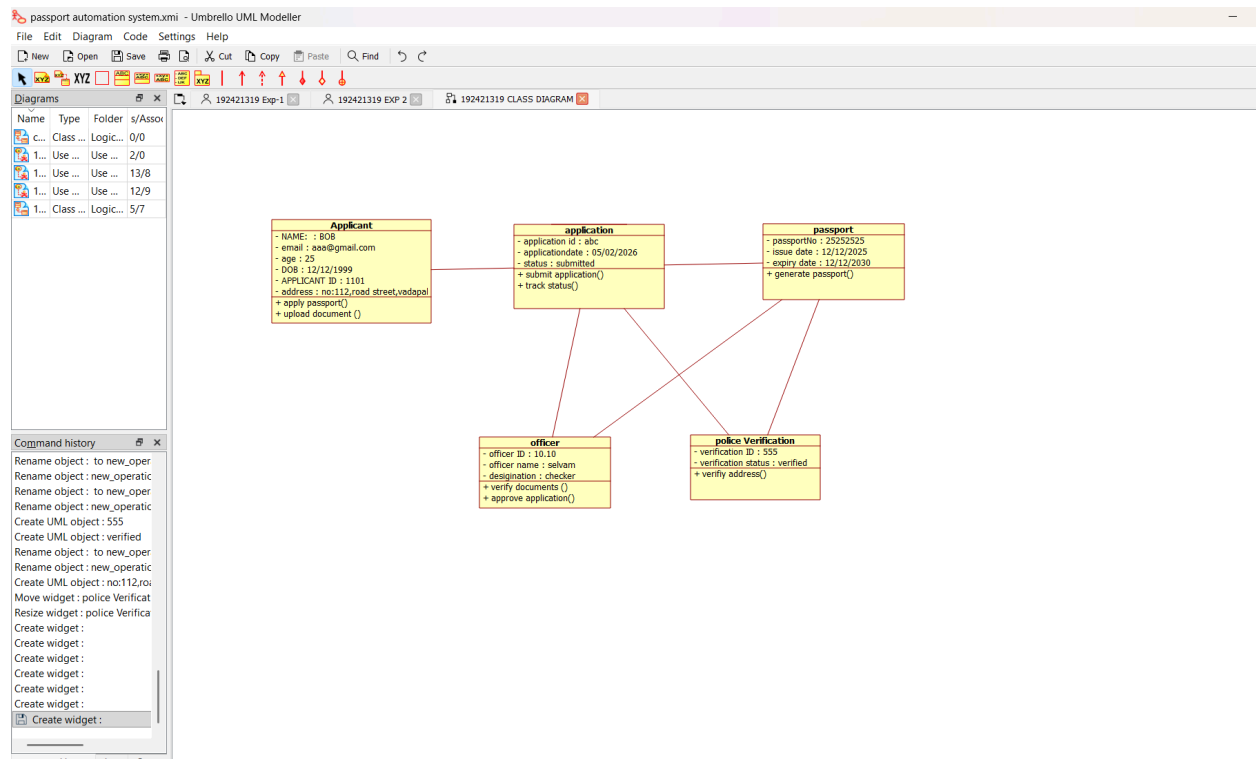 passport automation system.xmi - Umbrello UML Modeller
File Edit Diagram Code Settings Help
New Open Save Cut Copy Paste Find
XYZ
Diagrams
192421319 Exp-1 192421319 EXP 2 192421319 CLASS DIAGRAM
Name Type Folder s/Assoc
c... Class ... Logic... 0/0
1... Use ... Use ... 2/0
1... Use ... Use ... 13/8
1... Use ... Use ... 12/9
1... Class ... Logic... 5/7
Applicant
- NAME: : BOB
- email : aaa@gmail.com
- age : 25
- DOB : 12/12/1999
- APPLICANT ID : 1101
- address : no:112,road street,vadapal
+ apply passport()
+ upload document ()
application
- application id : abc
- applicationdate : 05/02/2026
- status : submitted
+ submit application()
+ track status()
passport
- passportNo : 25252525
- issue date : 12/12/2025
- expiry date : 12/12/2030
+ generate passport()
officer
- officer ID : 10.10
- officer name : selvam
- desigination : checker
+ verify documents ()
+ approve application()
police Verification
- verification ID : 555
- verification status : verified
+ verifiy address()
Command history
Rename object : to new_oper
Rename object : new_operatic
Rename object : to new_oper
Rename object : new_operatic
Create UML object : 555
Create UML object : verified
Rename object : to new_oper
Rename object : new_operatic
Create UML object : no:112,roa
Move widget : police Verificat
Resize widget : police Verifica
Create widget :
Create widget :
Create widget :
Create widget :
Create widget :
Create widget :
Create widget :